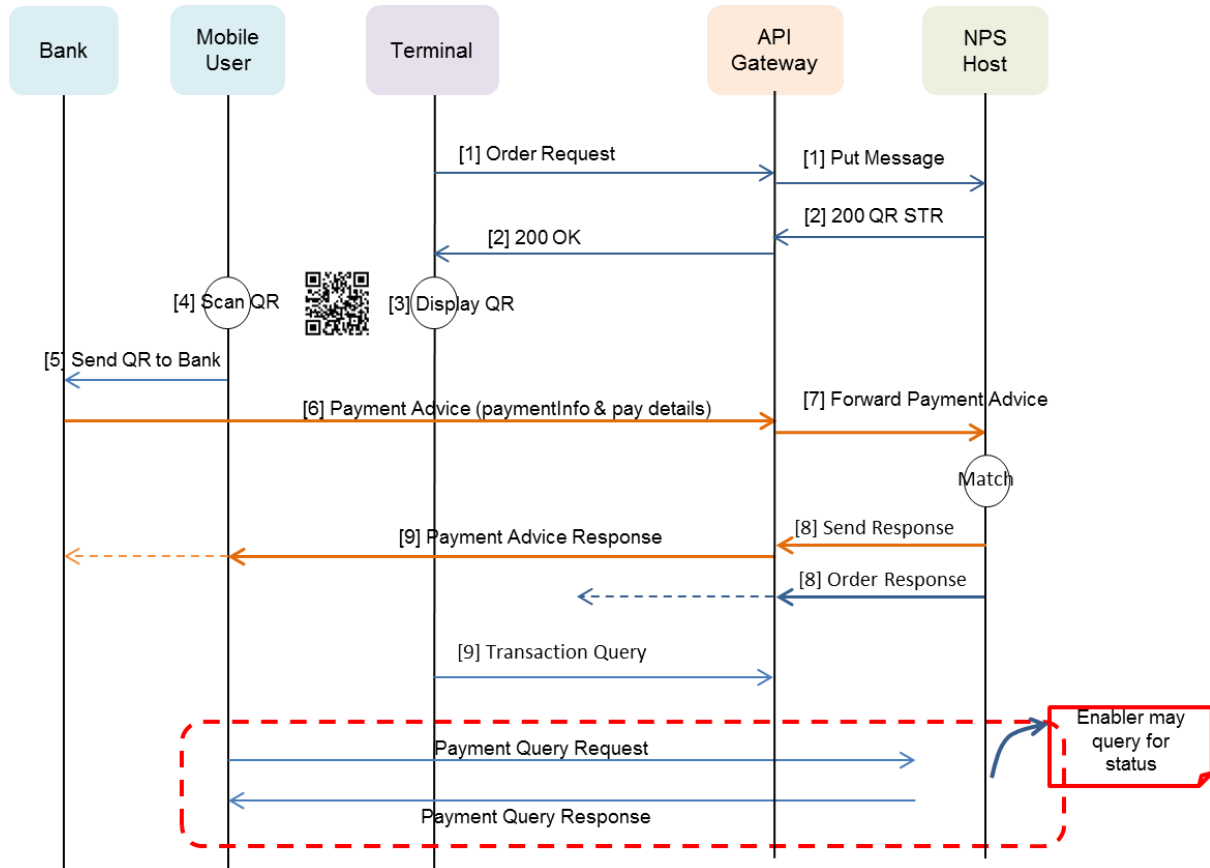 Bank
Mobile
User
Terminal
API
Gateway
NPS
Host
[1] Order Request
[1] Put Message
[2] 200 QR STR
[2] 200 OK
[4] Scan QR
[3] Display QR
[5] Send QR to Bank
[6] Payment Advice (paymentInfo & pay details)
[7] Forward Payment Advice
Match
[8] Send Response
[9] Payment Advice Response
[8] Order Response
[9] Transaction Query
Enabler may
query for
status
Payment Query Request
Payment Query Response